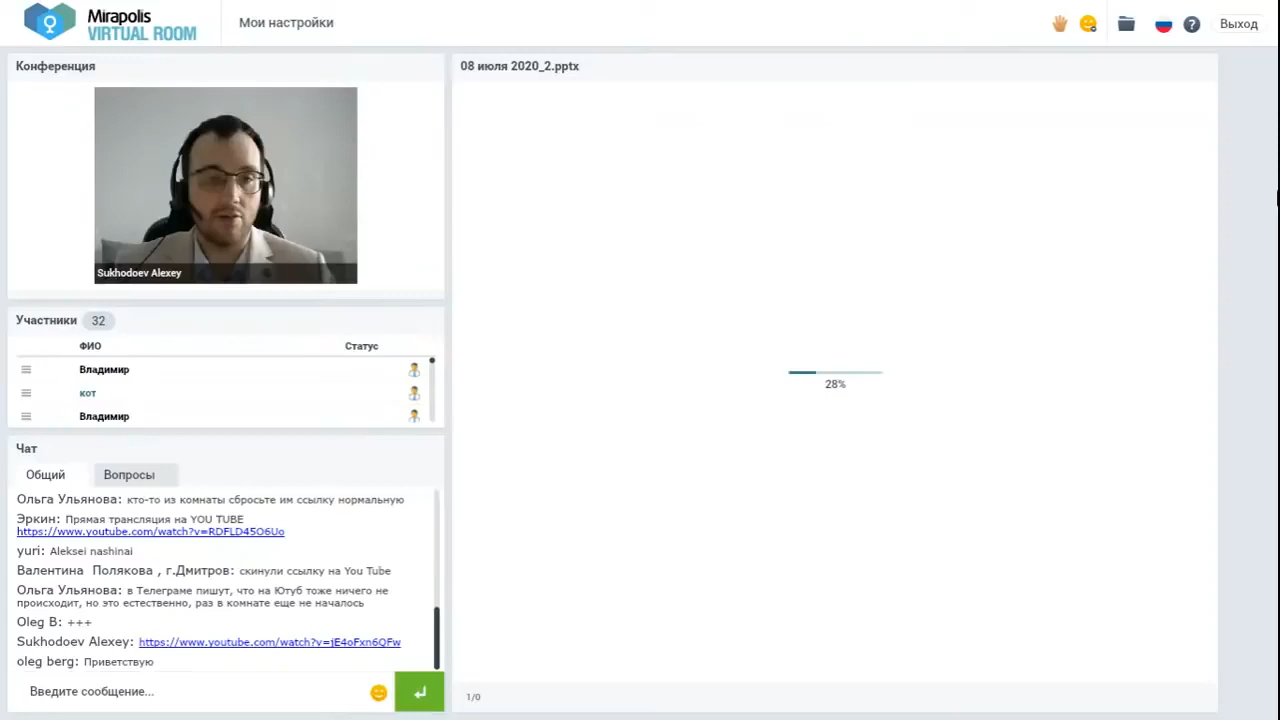 Mirapolis
VIRTUAL ROOM
Мои настройки
Выход
Конференция
Sukhodoev Alexey
08 июля 2020_2.pptx
28%
1/0
Участники 32
ФИО Статус
Владимир
кот
Владимир
Чат
Общий Вопросы
Ольга Ульянова: кто-то из комнаты сбросьте им ссылку нормальную
Эркин: Прямая трансляция на YOU TUBE
https://www.youtube.com/watch?v=RDFLD45O6Uo
yuri: Aleksei nashinai
Валентина Полякова , г.Дмитров: скинули ссылку на You Tube
Ольга Ульянова: в Телеграме пишут, что на Ютуб тоже ничего не
происходит, но это естественно, раз в комнате еще не началось
Oleg B: +++
Sukhodoev Alexey: https://www.youtube.com/watch?v=jE4oFxn6QFw
oleg berg: Приветствую
Введите сообщение...